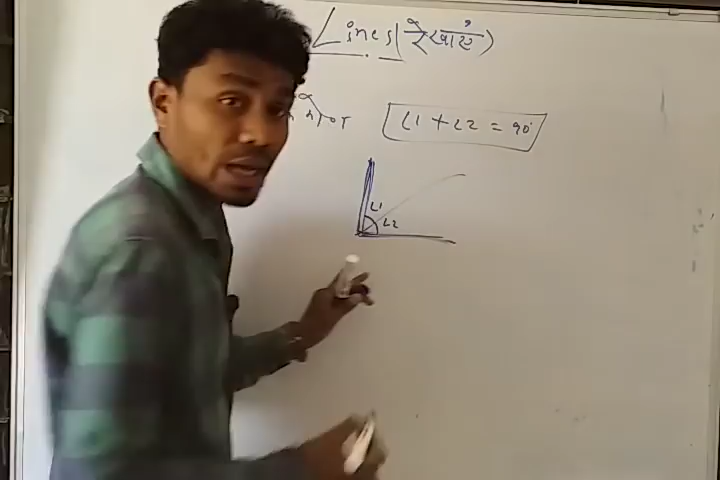 Lines (रेखाएं)
∠1 + ∠2 = 90°
∠1
∠2